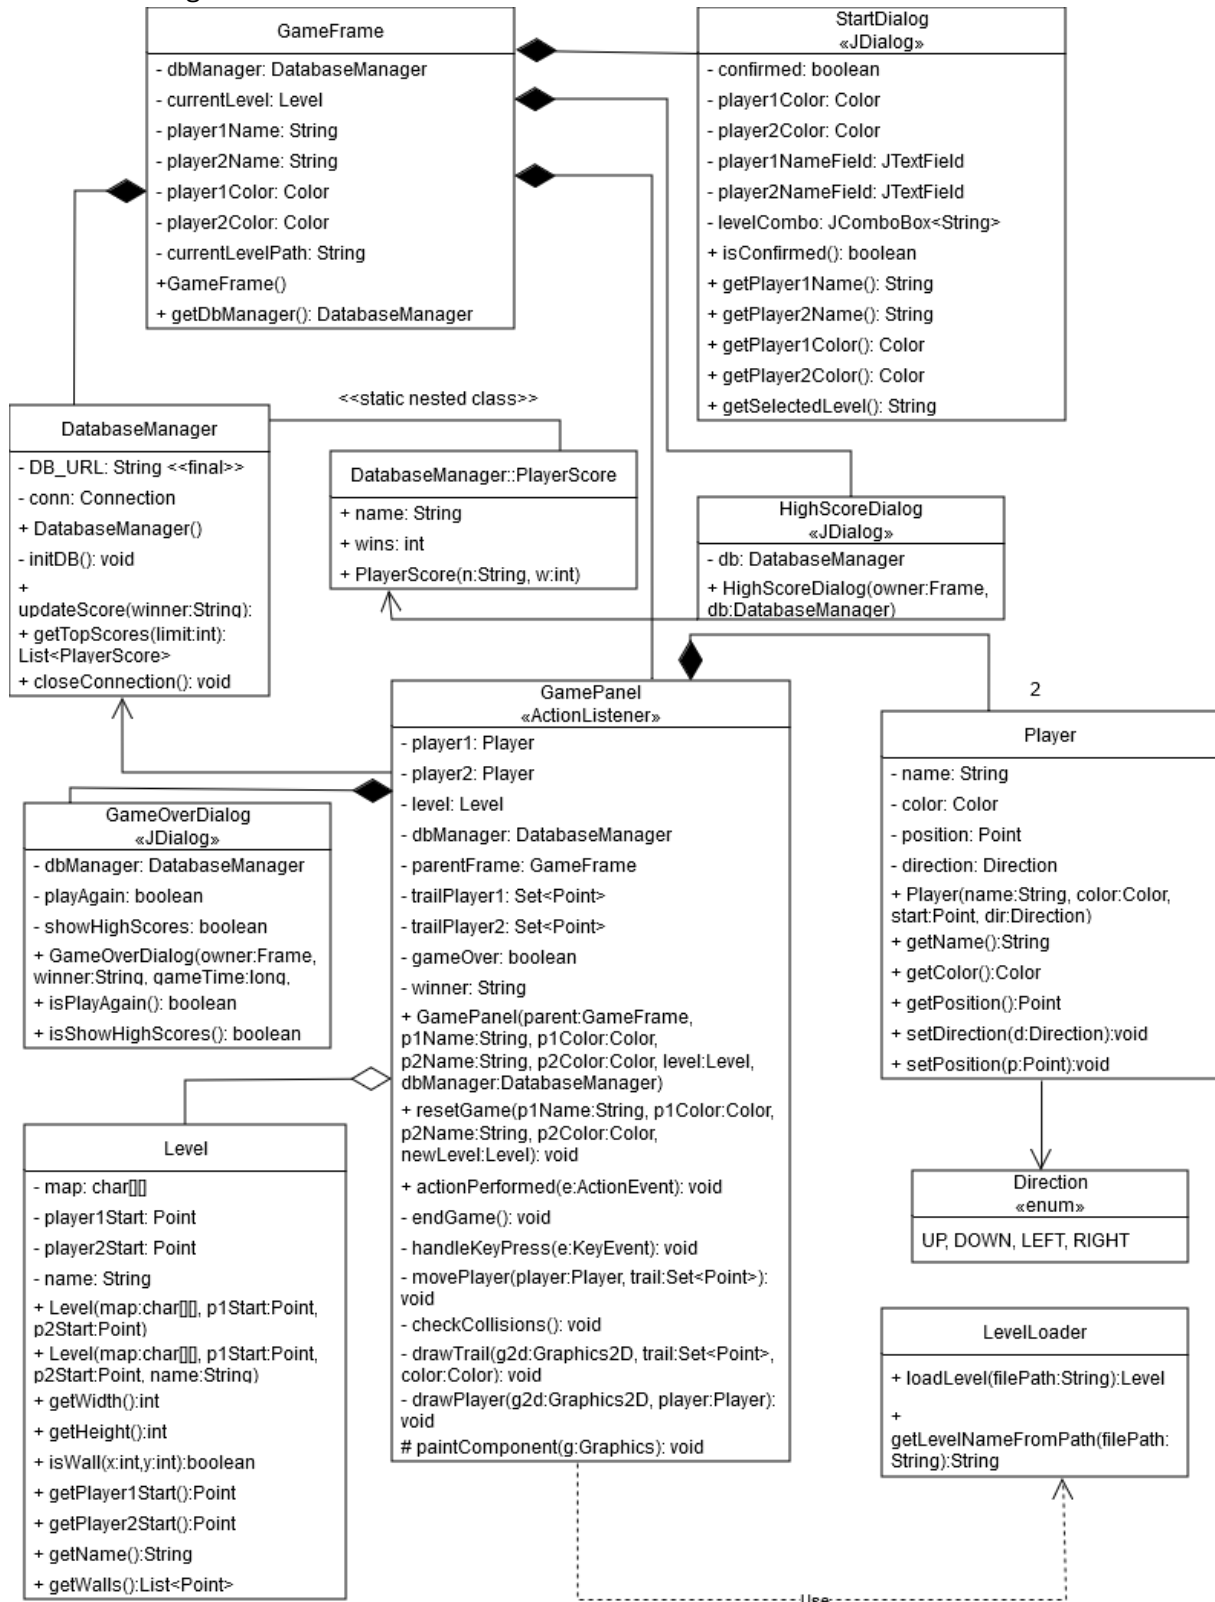 GameFrame
- dbManager: DatabaseManager
- currentLevel: Level
- player1Name: String
- player2Name: String
- player1Color: Color
- player2Color: Color
- currentLevelPath: String
+GameFrame()
+ getDbManager(): DatabaseManager
StartDialog
«JDialog»
- confirmed: boolean
- player1Color: Color
- player2Color: Color
- player1NameField: JTextField
- player2NameField: JTextField
- levelCombo: JComboBox<String>
+ isConfirmed(): boolean
+ getPlayer1Name(): String
+ getPlayer2Name(): String
+ getPlayer1Color(): Color
+ getPlayer2Color(): Color
+ getSelectedLevel(): String
<<static nested class>>
DatabaseManager
- DB_URL: String <<final>>
- conn: Connection
+ DatabaseManager()
- initDB(): void
+
updateScore(winner:String):
+ getTopScores(limit:int):
List<PlayerScore>
+ closeConnection(): void
DatabaseManager::PlayerScore
+ name: String
+ wins: int
+ PlayerScore(n:String, w:int)
HighScoreDialog
«JDialog»
- db: DatabaseManager
+ HighScoreDialog(owner:Frame,
db:DatabaseManager)
GamePanel
«ActionListener»
- player1: Player
- player2: Player
- level: Level
- dbManager: DatabaseManager
- parentFrame: GameFrame
- trailPlayer1: Set<Point>
- trailPlayer2: Set<Point>
- gameOver: boolean
- winner: String
+ GamePanel(parent:GameFrame,
p1Name:String, p1Color:Color,
p2Name:String, p2Color:Color, level:Level,
dbManager:DatabaseManager)
+ resetGame(p1Name:String, p1Color:Color,
p2Name:String, p2Color:Color,
newLevel:Level): void
+ actionPerformed(e:ActionEvent): void
- endGame(): void
- handleKeyPress(e:KeyEvent): void
- movePlayer(player:Player, trail:Set<Point>):
void
- checkCollisions(): void
- drawTrail(g2d:Graphics2D, trail:Set<Point>,
color:Color): void
- drawPlayer(g2d:Graphics2D, player:Player):
void
# paintComponent(g:Graphics): void
2
Player
- name: String
- color: Color
- position: Point
- direction: Direction
+ Player(name:String, color:Color,
start:Point, dir:Direction)
+ getName():String
+ getColor():Color
+ getPosition():Point
+ setDirection(d:Direction):void
+ setPosition(p:Point):void
GameOverDialog
«JDialog»
- dbManager: DatabaseManager
- playAgain: boolean
- showHighScores: boolean
+ GameOverDialog(owner:Frame,
winner:String, gameTime:long,
+ isPlayAgain(): boolean
+ isShowHighScores(): boolean
Level
- map: char[][]
- player1Start: Point
- player2Start: Point
- name: String
+ Level(map:char[][], p1Start:Point,
p2Start:Point)
+ Level(map:char[][], p1Start:Point,
p2Start:Point, name:String)
+ getWidth():int
+ getHeight():int
+ isWall(x:int,y:int):boolean
+ getPlayer1Start():Point
+ getPlayer2Start():Point
+ getName():String
+ getWalls():List<Point>
Direction
«enum»
UP, DOWN, LEFT, RIGHT
LevelLoader
+ loadLevel(filePath:String):Level
+
getLevelNameFromPath(filePath:
String):String
Use